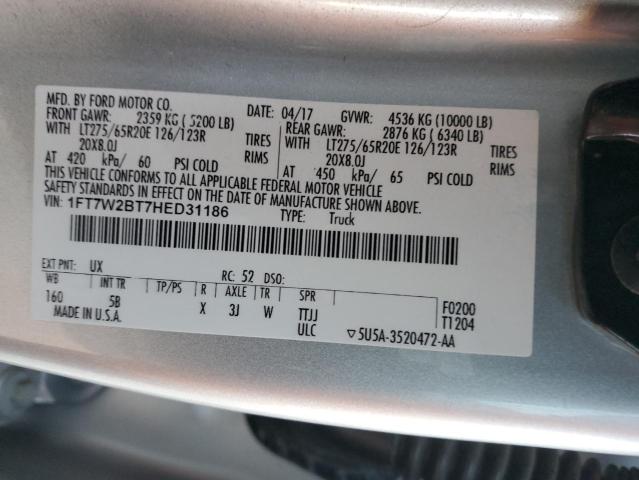 MFD. BY FORD MOTOR CO.
DATE: 04/17 GVWR: 4536 KG (10000 LB)
FRONT GAWR: 2359 KG (5200 LB) REAR GAWR: 2876 KG (6340 LB)
WITH LT275/65R20E 126/123R TIRES WITH LT275/65R20E 126/123R TIRES
20X8.0J RIMS 20X8.0J RIMS
AT 420 kPa/ 60 PSI COLD AT 450 kPa/ 65 PSI COLD
THIS VEHICLE CONFORMS TO ALL APPLICABLE FEDERAL MOTOR VEHICLE
SAFETY STANDARDS IN EFFECT ON THE DATE OF MANUFACTURE SHOWN ABOVE.
VIN: 1FT7W2BT7HED31186 TYPE: Truck
EXT PNT: UX RC: 52 DSO:
WB INT TR TP/PS R AXLE TR SPR
160 5B X 3J W TTJJ
ULC
F0200
T1204
MADE IN U.S.A.
▽5U5A-3520472-AA